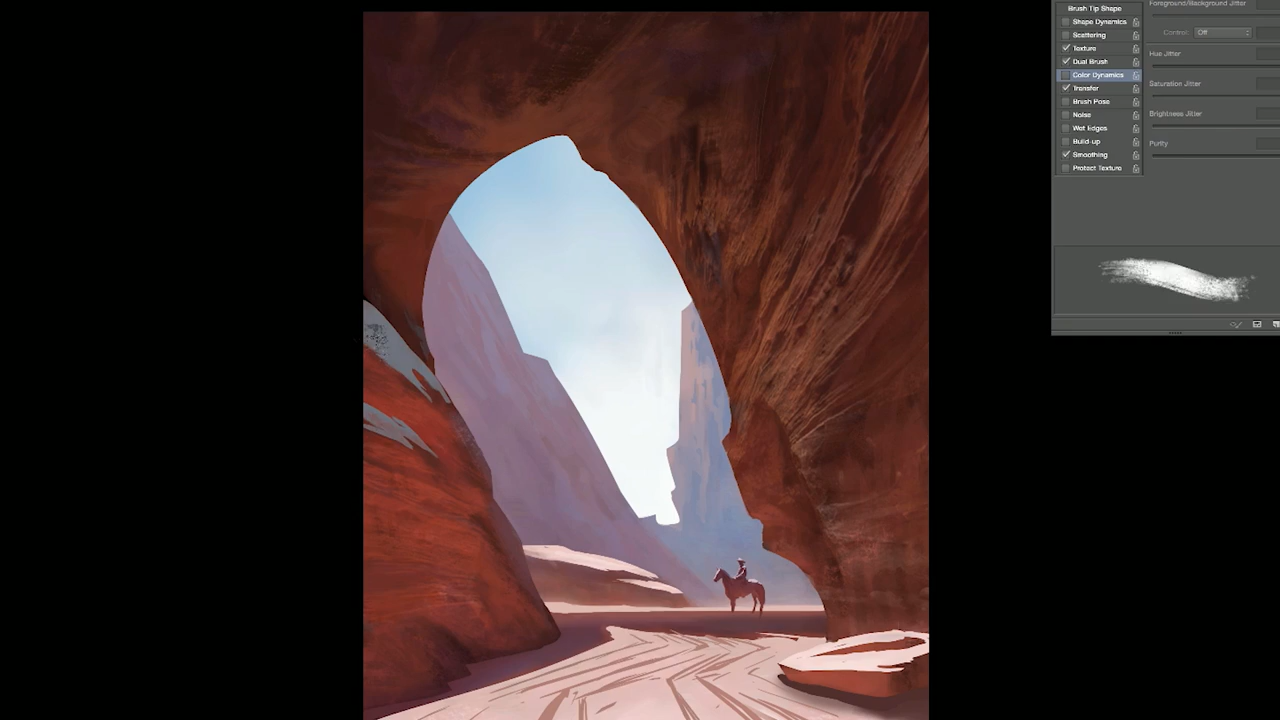 Brush Tip Shape
Shape Dynamics
Scattering
Texture
Dual Brush
Color Dynamics
Transfer
Brush Pose
Noise
Wet Edges
Build-up
Smoothing
Protect Texture
Foreground/Background Jitter
Control: Off
Hue Jitter
Saturation Jitter
Brightness Jitter
Purity